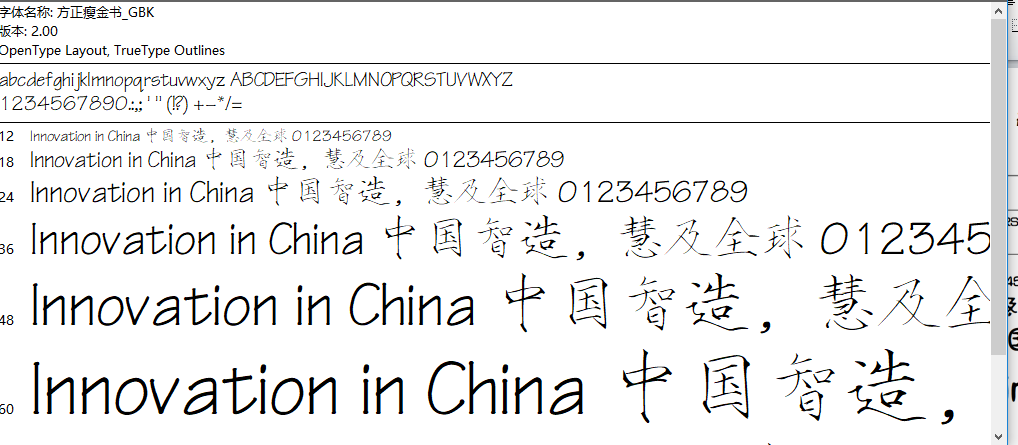 字体名称: 方正瘦金书_GBK
版本: 2.00
OpenType Layout, TrueType Outlines
abcdefghijklmnopqrstuvwxyz ABCDEFGHIJKLMNOPQRSTUVWXYZ
1234567890.:,; ' " (!?) +-*/=
12 Innovation in China 中国智造，慧及全球 0123456789
18 Innovation in China 中国智造，慧及全球 0123456789
24 Innovation in China 中国智造，慧及全球 0123456789
36 Innovation in China 中国智造，慧及全球 012345
48 Innovation in China 中国智造，慧及全
60 Innovation in China 中国智造，